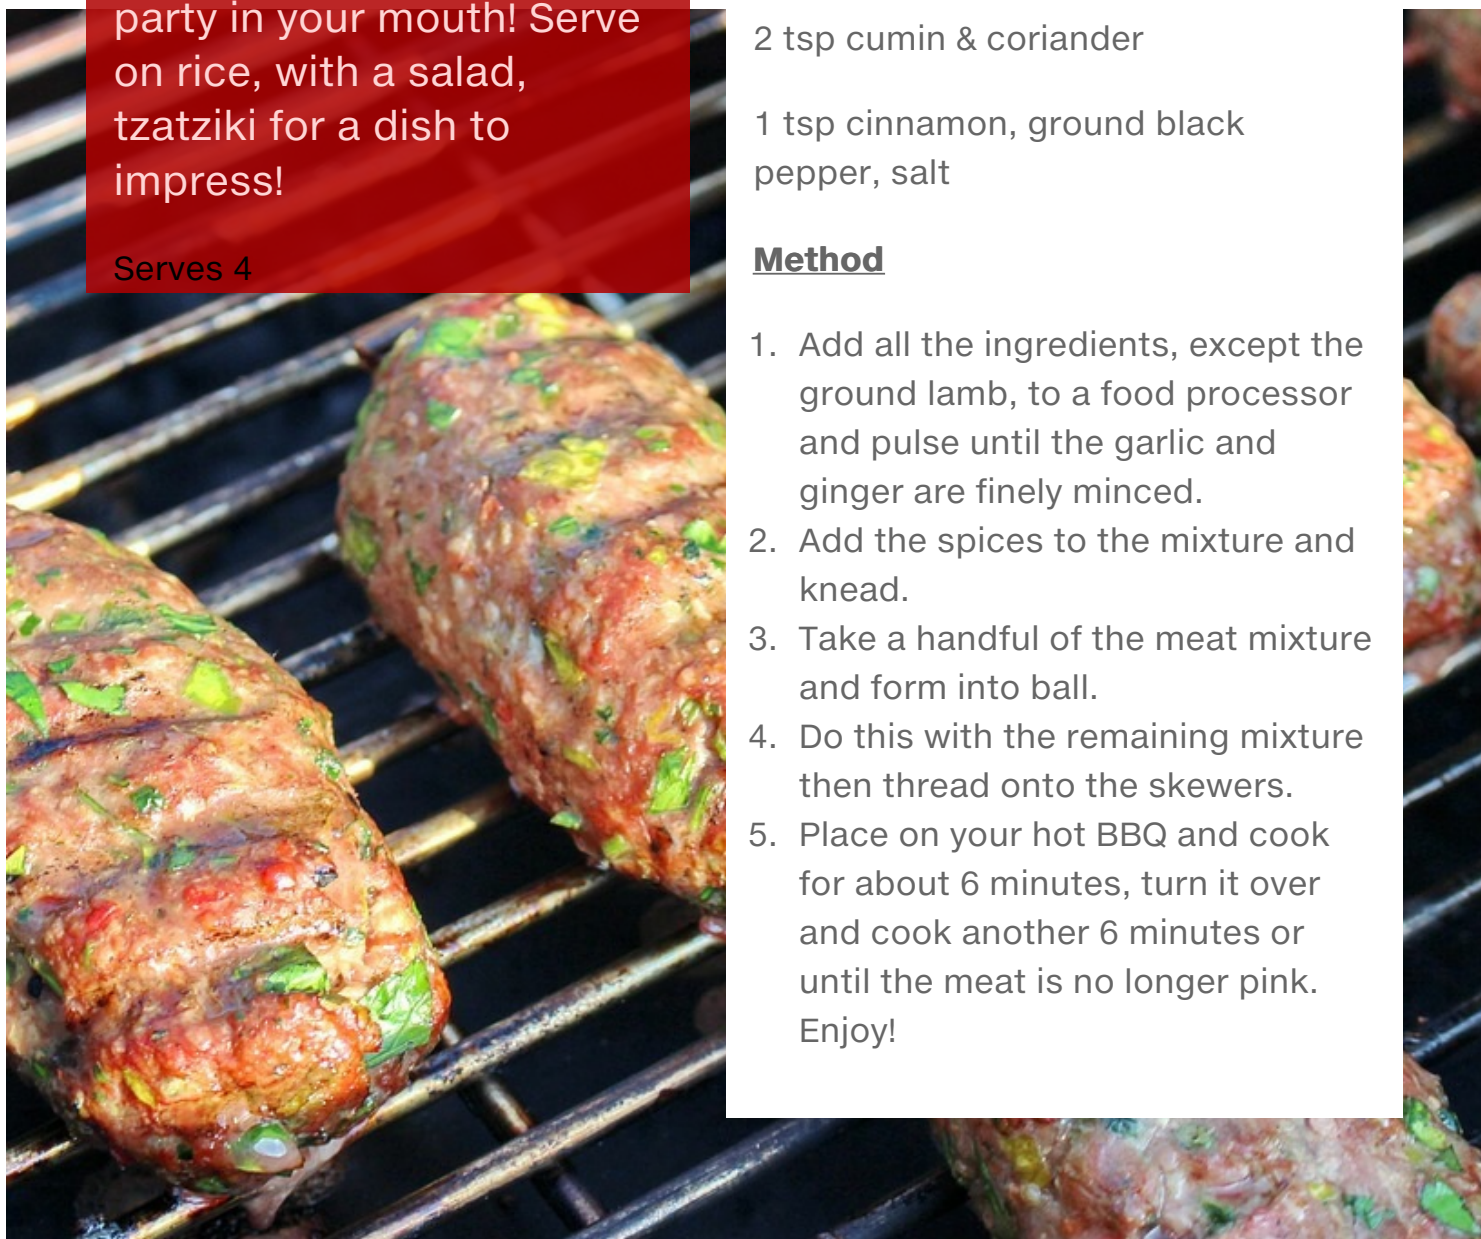 party in your mouth! Serve
on rice, with a salad,
tzatziki for a dish to
impress!
Serves 4
2 tsp cumin & coriander
1 tsp cinnamon, ground black
pepper, salt
Method
1. Add all the ingredients, except the
ground lamb, to a food processor
and pulse until the garlic and
ginger are finely minced.
2. Add the spices to the mixture and
knead.
3. Take a handful of the meat mixture
and form into ball.
4. Do this with the remaining mixture
then thread onto the skewers.
5. Place on your hot BBQ and cook
for about 6 minutes, turn it over
and cook another 6 minutes or
until the meat is no longer pink.
Enjoy!